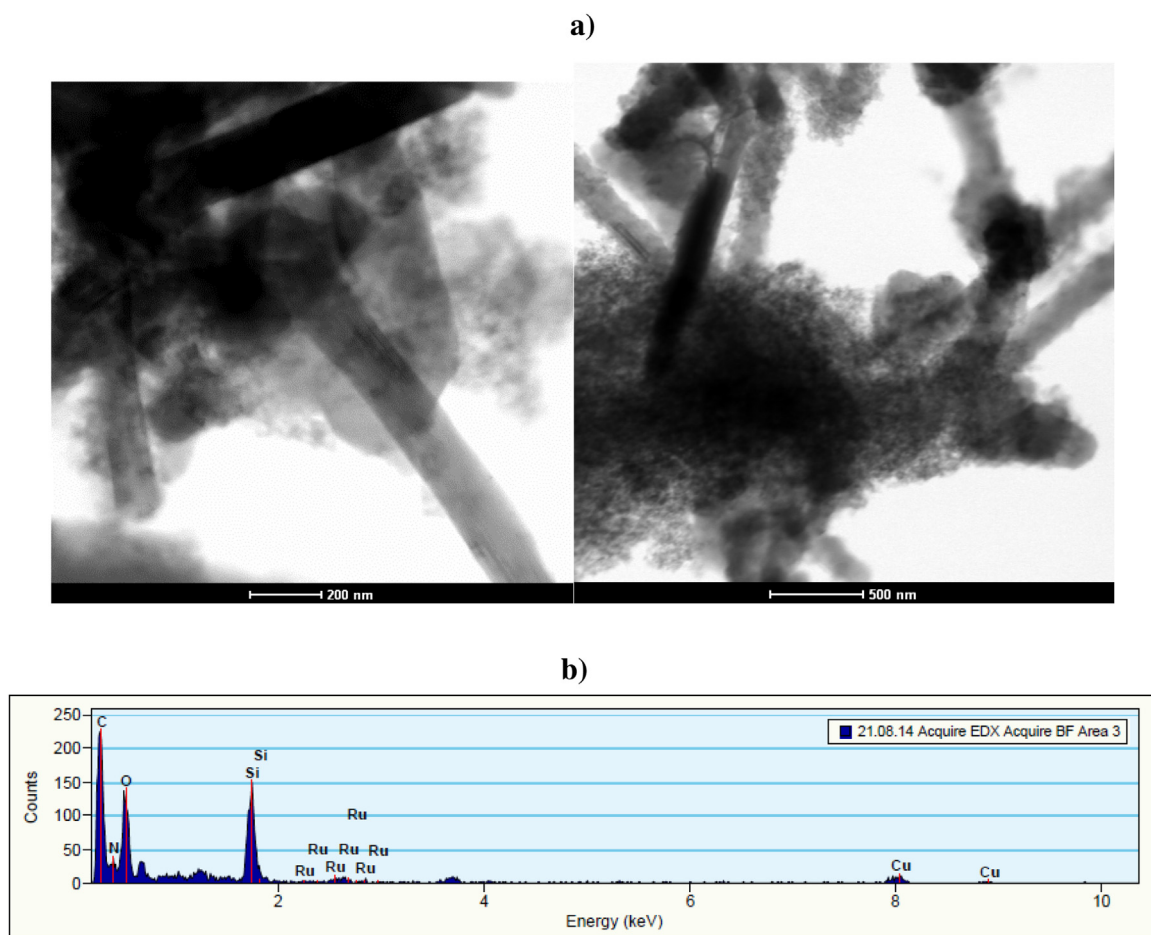 a)
200 nm
500 nm
b)
250
200
150
100
50
0
Counts
C
N
O
Si
Si
Ru
Ru
Ru
Ru
Ru
Ru
Ru
Cu
Cu
21.08.14 Acquire EDX Acquire BF Area 3
2
4
6
8
10
Energy (keV)